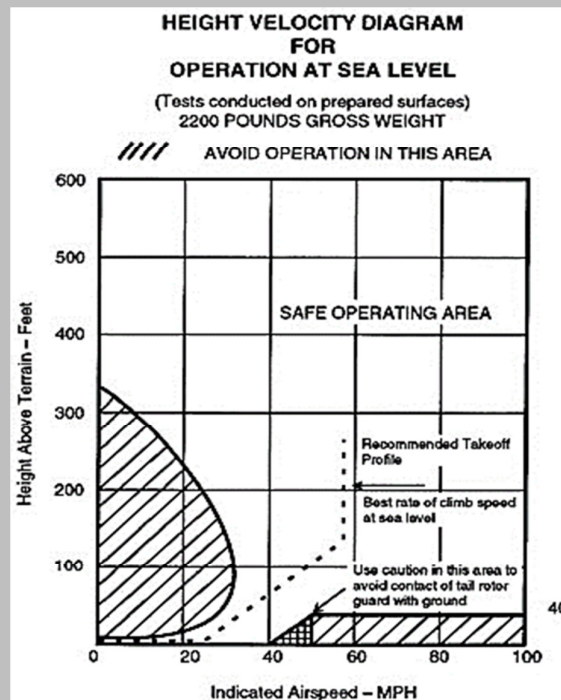 HEIGHT VELOCITY DIAGRAM
FOR
OPERATION AT SEA LEVEL
(Tests conducted on prepared surfaces)
2200 POUNDS GROSS WEIGHT
AVOID OPERATION IN THIS AREA
600
500
SAFE OPERATING AREA
400
Height Above Terrain – Feet
300
Recommended Takeoff
Profile
200
Best rate of climb speed
at sea level
100
Use caution in this area to
avoid contact of tail rotor
guard with ground
40
0 20 40 60 80 100
Indicated Airspeed – MPH